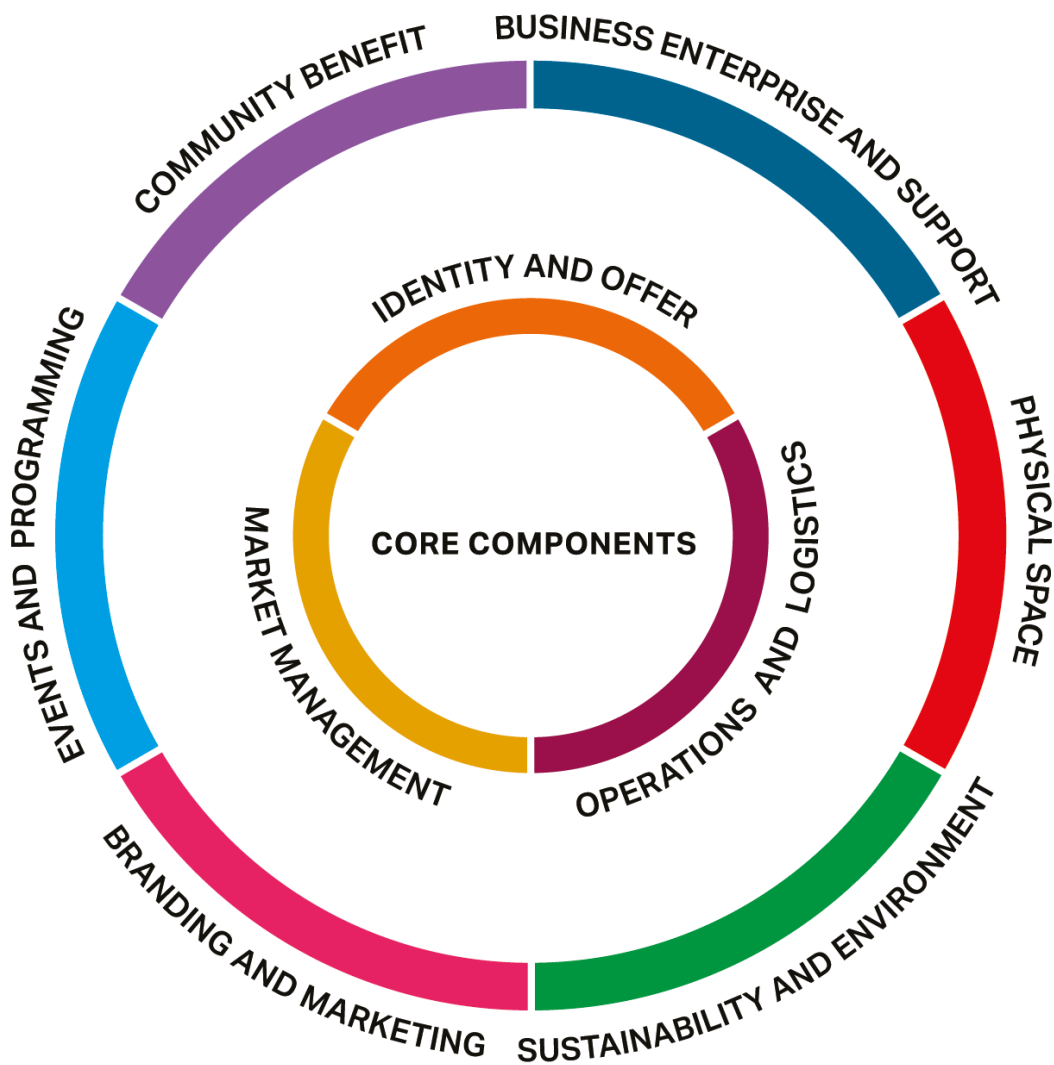 COMMUNITY BENEFIT
BUSINESS ENTERPRISE AND SUPPORT
PHYSICAL SPACE
SUSTAINABILITY AND ENVIRONMENT
BRANDING AND MARKETING
EVENTS AND PROGRAMMING
IDENTITY AND OFFER
OPERATIONS AND LOGISTICS
MARKET MANAGEMENT
CORE COMPONENTS